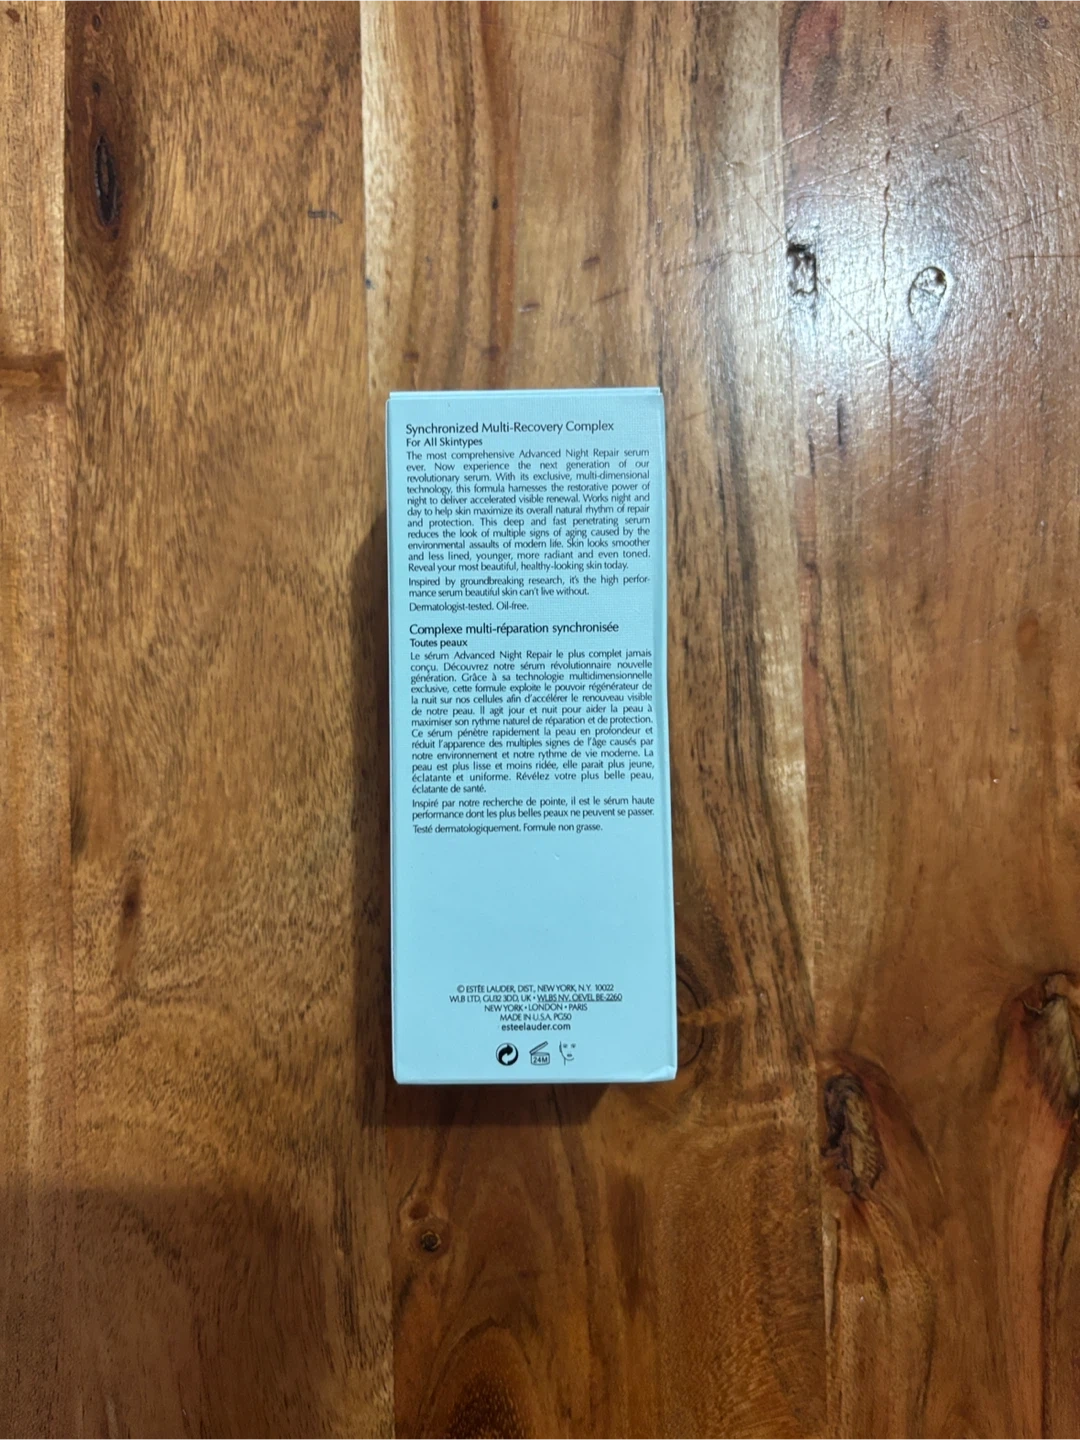 Synchronized Multi-Recovery Complex
For All Skintypes
The most comprehensive Advanced Night Repair serum
ever. Now experience the next generation of our
revolutionary serum. With its exclusive, multi-dimensional
technology, this formula harnesses the restorative power of
night to deliver accelerated visible renewal. Works night and
day to help skin maximize its overall natural rhythm of repair
and protection. This deep and fast penetrating serum
reduces the look of multiple signs of aging caused by the
environmental assaults of modern life. Skin looks smoother
and less lined, younger, more radiant and even toned.
Reveal your most beautiful, healthy-looking skin today.
Inspired by groundbreaking research, it's the high perfor-
mance serum beautiful skin can't live without.
Dermatologist-tested. Oil-free.
Complexe multi-réparation synchronisée
Toutes peaux
Le sérum Advanced Night Repair le plus complet jamais
conçu. Découvrez notre sérum révolutionnaire nouvelle
génération. Grâce à sa technologie multidimensionnelle
exclusive, cette formule exploite le pouvoir régénérateur de
la nuit sur nos cellules afin d'accélérer le renouveau visible
de notre peau. Il agit jour et nuit pour aider la peau à
maximiser son rythme naturel de réparation et de protection.
Ce sérum pénètre rapidement la peau en profondeur et
réduit l'apparence des multiples signes de l'âge causés par
notre environnement et notre rythme de vie moderne. La
peau est plus lisse et moins ridée, elle parait plus jeune,
éclatante et uniforme. Révélez votre plus belle peau,
éclatante de santé.
Inspiré par notre recherche de pointe, il est le sérum haute
performance dont les plus belles peaux ne peuvent se passer.
Testé dermatologiquement. Formule non grasse.
© ESTĒE LAUDER, DIST., NEW YORK, N.Y. 10022
WLB LTD, GU12 3DO, UK • WLBS NV, OEVEL BE-2260
NEW YORK • LONDON • PARIS
MADE IN U.S.A. PG50
esteelauder.com
24M